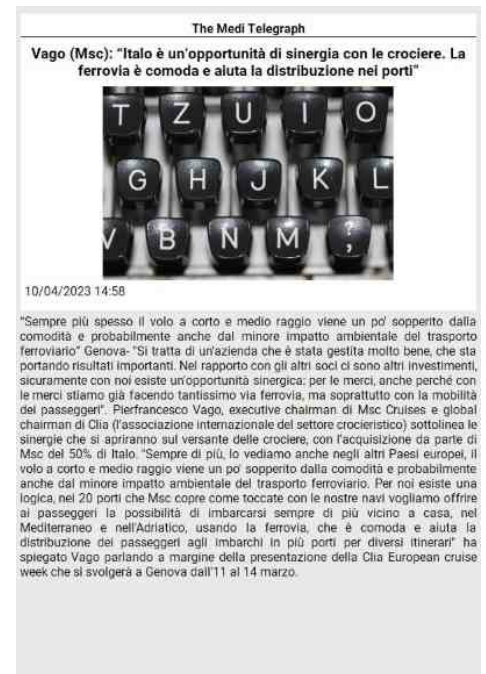 The Medi Telegraph
Vago (Msc): “Italo è un’opportunità di sinergia con le crociere. La
ferrovia è comoda e aiuta la distribuzione nei porti”
T Z U I O
G H J K L
V B N M ;
10/04/2023 14:58
“Sempre più spesso il volo a corto e medio raggio viene un po’ sopperito dalla
comodità e probabilmente anche dal minore impatto ambientale del trasporto
ferroviario” Genova- “Si tratta di un’azienda che è stata gestita molto bene, che sta
portando risultati importanti. Nel rapporto con gli altri soci ci sono altri investimenti,
sicuramente con noi esiste un’opportunità sinergica: per le merci, anche perché con
le merci stiamo già facendo tantissimo via ferrovia, ma soprattutto con la mobilità
dei passeggeri”. Pierfrancesco Vago, executive chairman di Msc Cruises e global
chairman di Clia (l’associazione internazionale del settore crocieristico) sottolinea le
sinergie che si apriranno sul versante delle crociere, con l’acquisizione da parte di
Msc del 50% di Italo. “Sempre di più, lo vediamo anche negli altri Paesi europei, il
volo a corto e medio raggio viene un po’ sopperito dalla comodità e probabilmente
anche dal minore impatto ambientale del trasporto ferroviario. Per noi esiste una
logica, nei 20 porti che Msc copre come toccate con le nostre navi vogliamo offrire
ai passeggeri la possibilità di imbarcarsi sempre di più vicino a casa, nel
Mediterraneo e nell’Adriatico, usando la ferrovia, che è comoda e aiuta la
distribuzione dei passeggeri agli imbarchi in più porti per diversi itinerari” ha
spiegato Vago parlando a margine della presentazione della Clia European cruise
week che si svolgerà a Genova dall’11 al 14 marzo.